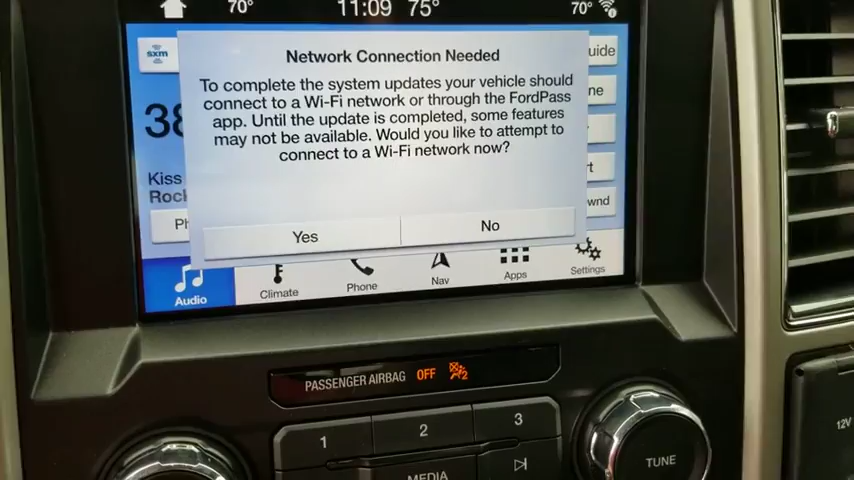 70° 11:09 75° 70°
Network Connection Needed
sxm
uide
To complete the system updates your vehicle should
connect to a Wi-Fi network or through the FordPass
app. Until the update is completed, some features
may not be available. Would you like to attempt to
connect to a Wi-Fi network now?
ne
38
rt
Kiss
Rock
wnd
Ph
Yes No
Audio Climate Phone Nav Apps Settings
PASSENGER AIRBAG OFF 2
1 2 3
MEDIA
TUNE
12V